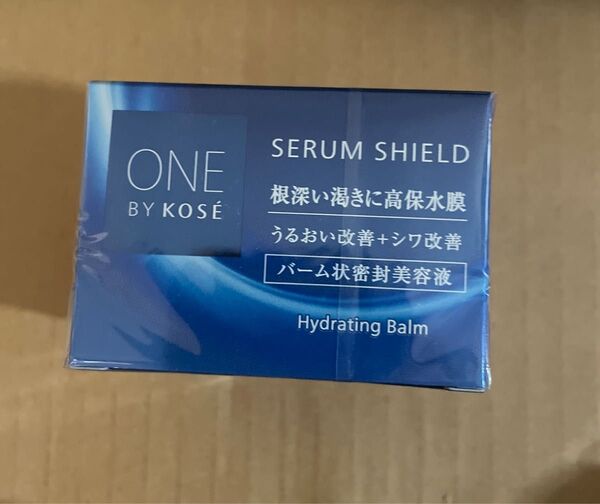 ONE
BY KOSÉ
SERUM SHIELD
根深い渇きに高保水膜
うるおい改善+シワ改善
バーム状密封美容液
Hydrating Balm